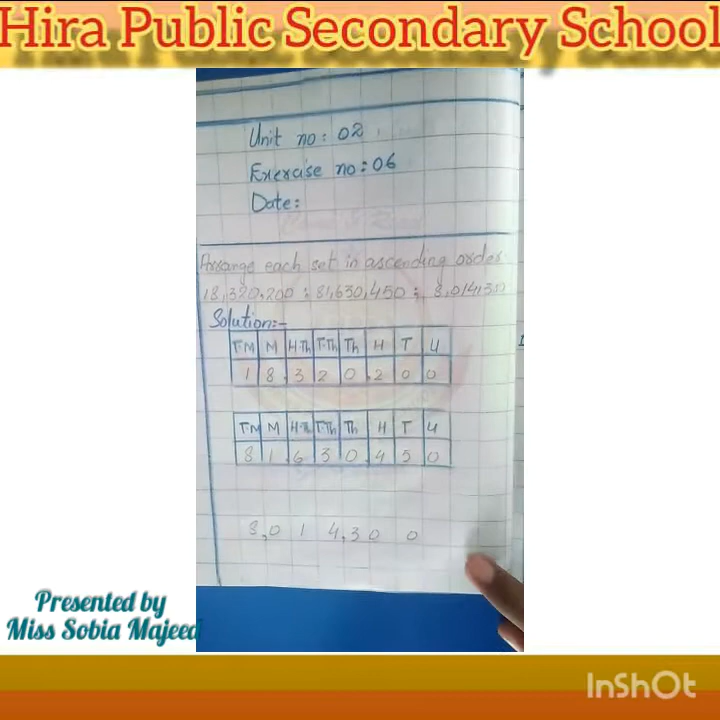 Hira Public Secondary School
Unit no: 02
Exercise no: 06
Date:
Arrange each set in ascending order
18,320,200 ; 81,630,450 ; 8,014,300
Solution:-
T-M M H-Th T-Th Th H T U
1 8,3 2 0,2 0 0
T-M M H-Th T-Th Th H T U
8 1,6 3 0,4 5 0
8,0 1 4,3 0 0
Presented by
Miss Sobia Majeed
InShOt